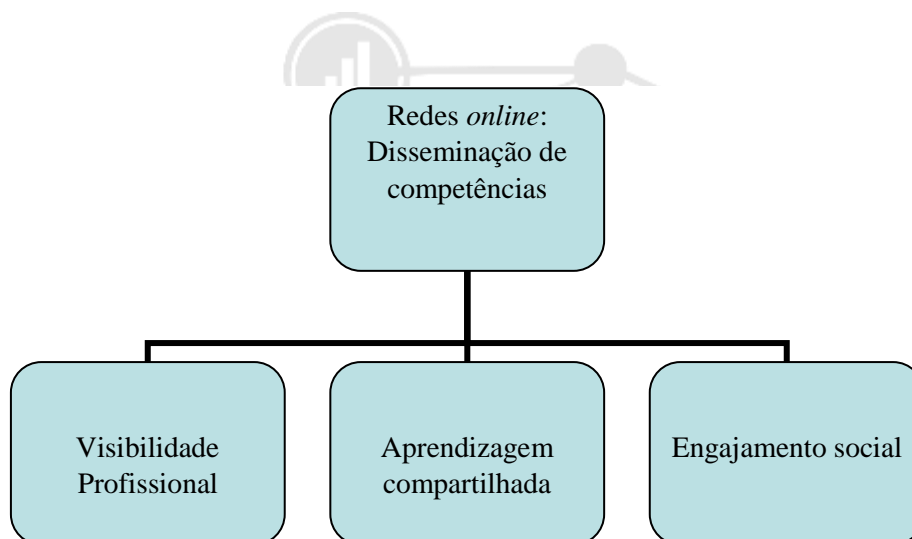 Redes online:
Disseminação de
competências
Visibilidade
Profissional
Aprendizagem
compartilhada
Engajamento social